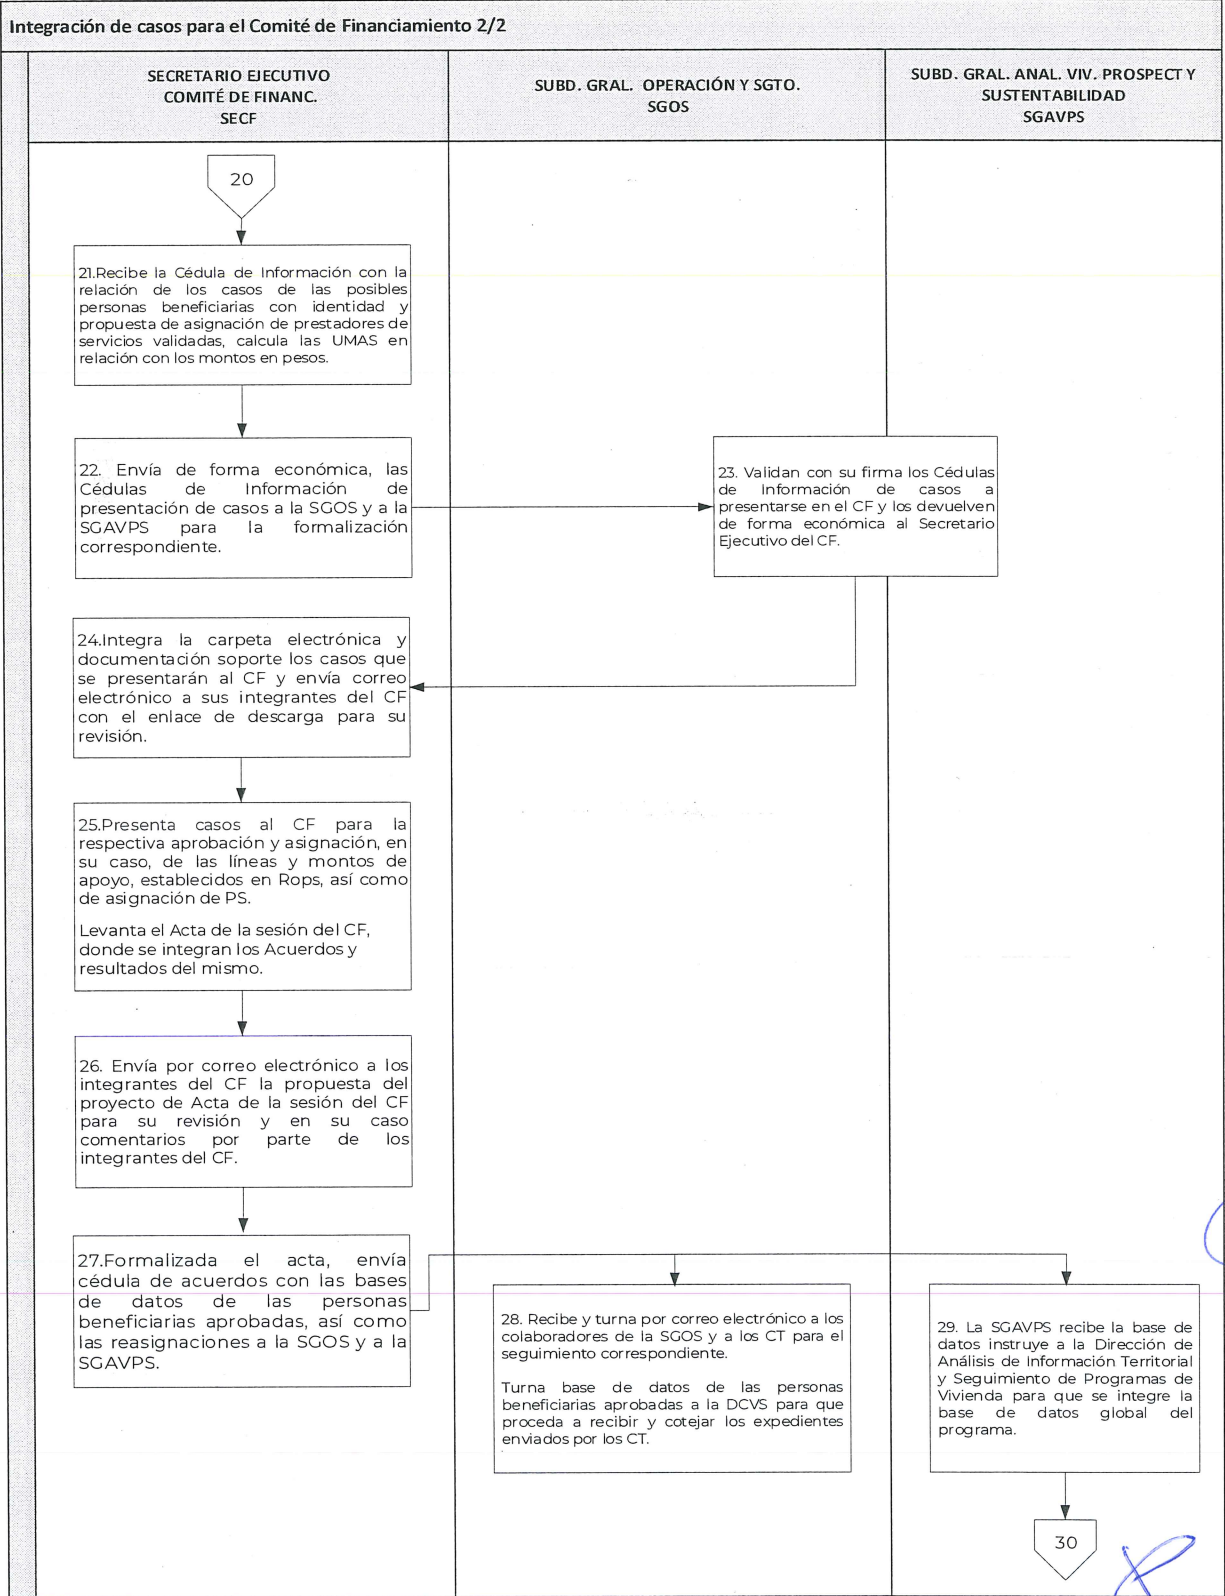 Integración de casos para el Comité de Financiamiento 2/2
SECRETARIO EJECUTIVO
COMITÉ DE FINANC.
SECF
SUBD. GRAL. OPERACIÓN Y SGTO.
SGOS
SUBD. GRAL. ANAL. VIV. PROSPECT Y
SUSTENTABILIDAD
SGAVPS
20
21.Recibe la Cédula de Información con la
relación de los casos de las posibles
personas beneficiarias con identidad y
propuesta de asignación de prestadores de
servicios validadas, calcula las UMAS en
relación con los montos en pesos.
22. Envía de forma económica, las
Cédulas de Información de
presentación de casos a la SGOS y a la
SGAVPS para la formalización
correspondiente.
23. Validan con su firma los Cédulas
de Información de casos a
presentarse en el CF y los devuelven
de forma económica al Secretario
Ejecutivo del CF.
24.Integra la carpeta electrónica y
documentación soporte los casos que
se presentarán al CF y envía correo
electrónico a sus integrantes del CF
con el enlace de descarga para su
revisión.
25.Presenta casos al CF para la
respectiva aprobación y asignación, en
su caso, de las líneas y montos de
apoyo, establecidos en Rops, así como
de asignación de PS.
Levanta el Acta de la sesión del CF,
donde se integran los Acuerdos y
resultados del mismo.
26. Envía por correo electrónico a los
integrantes del CF la propuesta del
proyecto de Acta de la sesión del CF
para su revisión y en su caso
comentarios por parte de los
integrantes del CF.
27.Formalizada el acta, envía
cédula de acuerdos con las bases
de datos de las personas
beneficiarias aprobadas, así como
las reasignaciones a la SGOS y a la
SGAVPS.
28. Recibe y turna por correo electrónico a los
colaboradores de la SGOS y a los CT para el
seguimiento correspondiente.
Turna base de datos de las personas
beneficiarias aprobadas a la DCVS para que
proceda a recibir y cotejar los expedientes
enviados por los CT.
29. La SGAVPS recibe la base de
datos instruye a la Dirección de
Análisis de Información Territorial
y Seguimiento de Programas de
Vivienda para que se integre la
base de datos global del
programa.
30